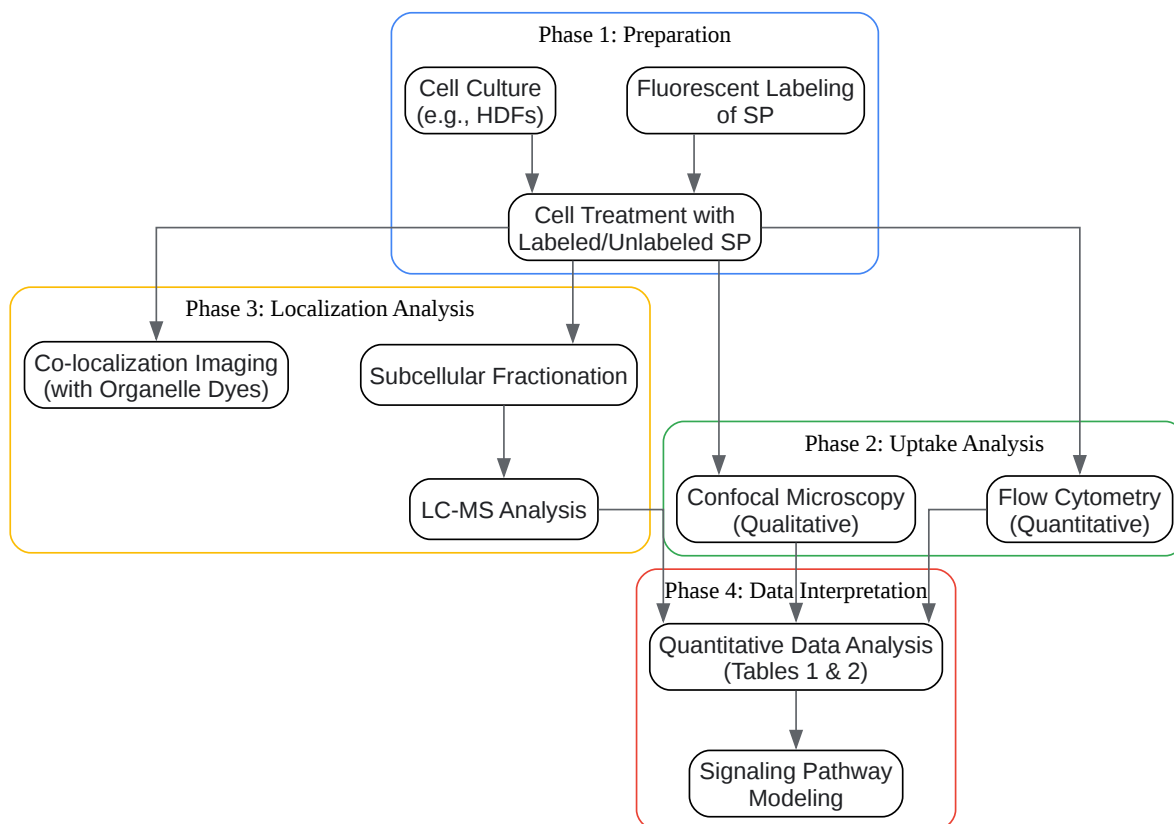 Phase 1: Preparation
Cell Culture
(e.g., HDFs)
Fluorescent Labeling
of SP
Cell Treatment with
Labeled/Unlabeled SP
Phase 3: Localization Analysis
Co-localization Imaging
(with Organelle Dyes)
Subcellular Fractionation
LC-MS Analysis
Phase 2: Uptake Analysis
Confocal Microscopy
(Qualitative)
Flow Cytometry
(Quantitative)
Phase 4: Data Interpretation
Quantitative Data Analysis
(Tables 1 & 2)
Signaling Pathway
Modeling